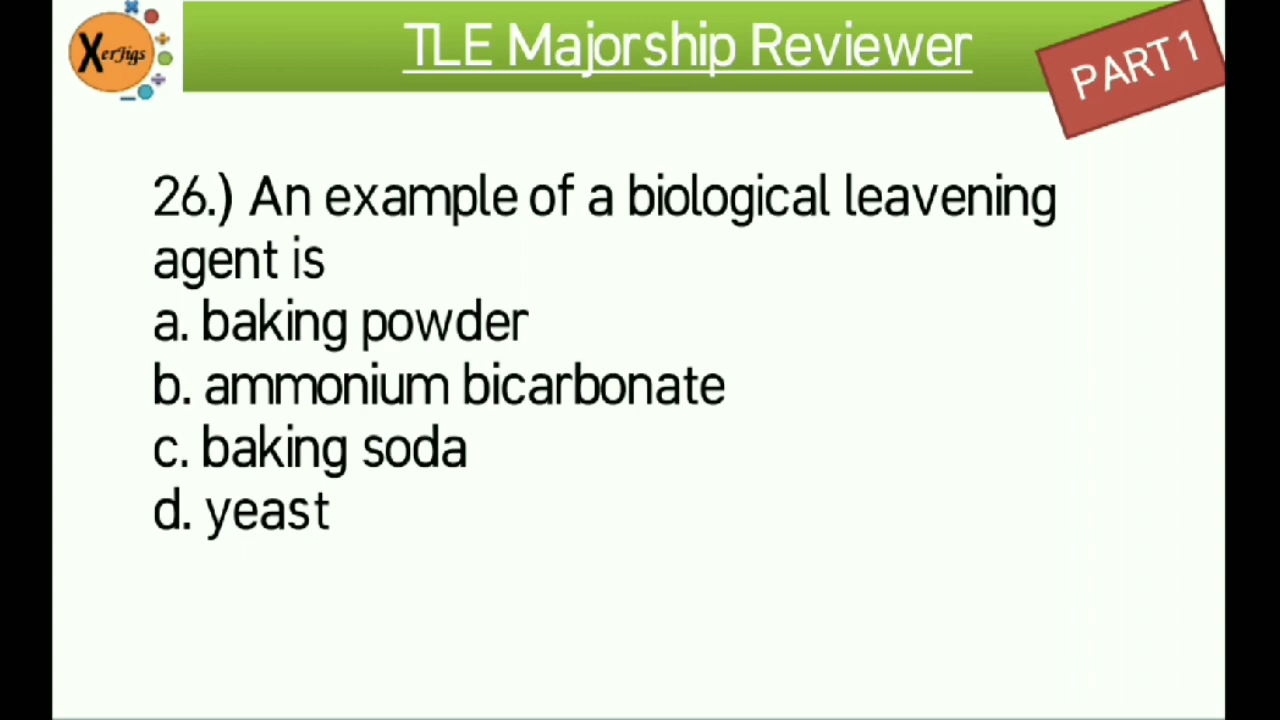 XerJigs
TLE Majorship Reviewer
PART 1
26.) An example of a biological leavening
agent is
a. baking powder
b. ammonium bicarbonate
c. baking soda
d. yeast